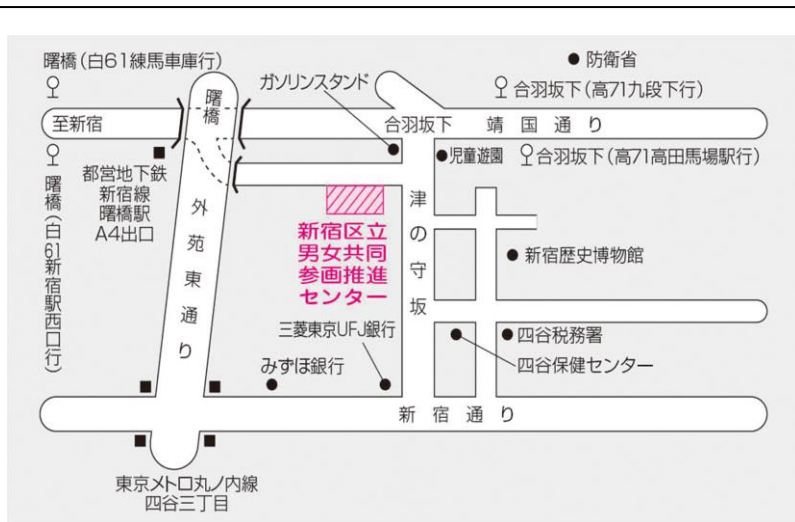 曙橋(白61練馬車庫行)
防衛省
ガソリンスタンド
曙橋
合羽坂下(高71九段下行)
至新宿
合羽坂下
靖国通り
児童遊園
合羽坂下(高71高田馬場駅行)
都営地下鉄
新宿線
曙橋駅
A4出口
曙橋(白61新宿駅西口行)
外苑東通り
津の守坂
新宿区立
男女共同
参画推進
センター
新宿歴史博物館
三菱東京UFJ銀行
四谷税務署
みずほ銀行
四谷保健センター
新宿通り
東京メトロ丸ノ内線
四谷三丁目